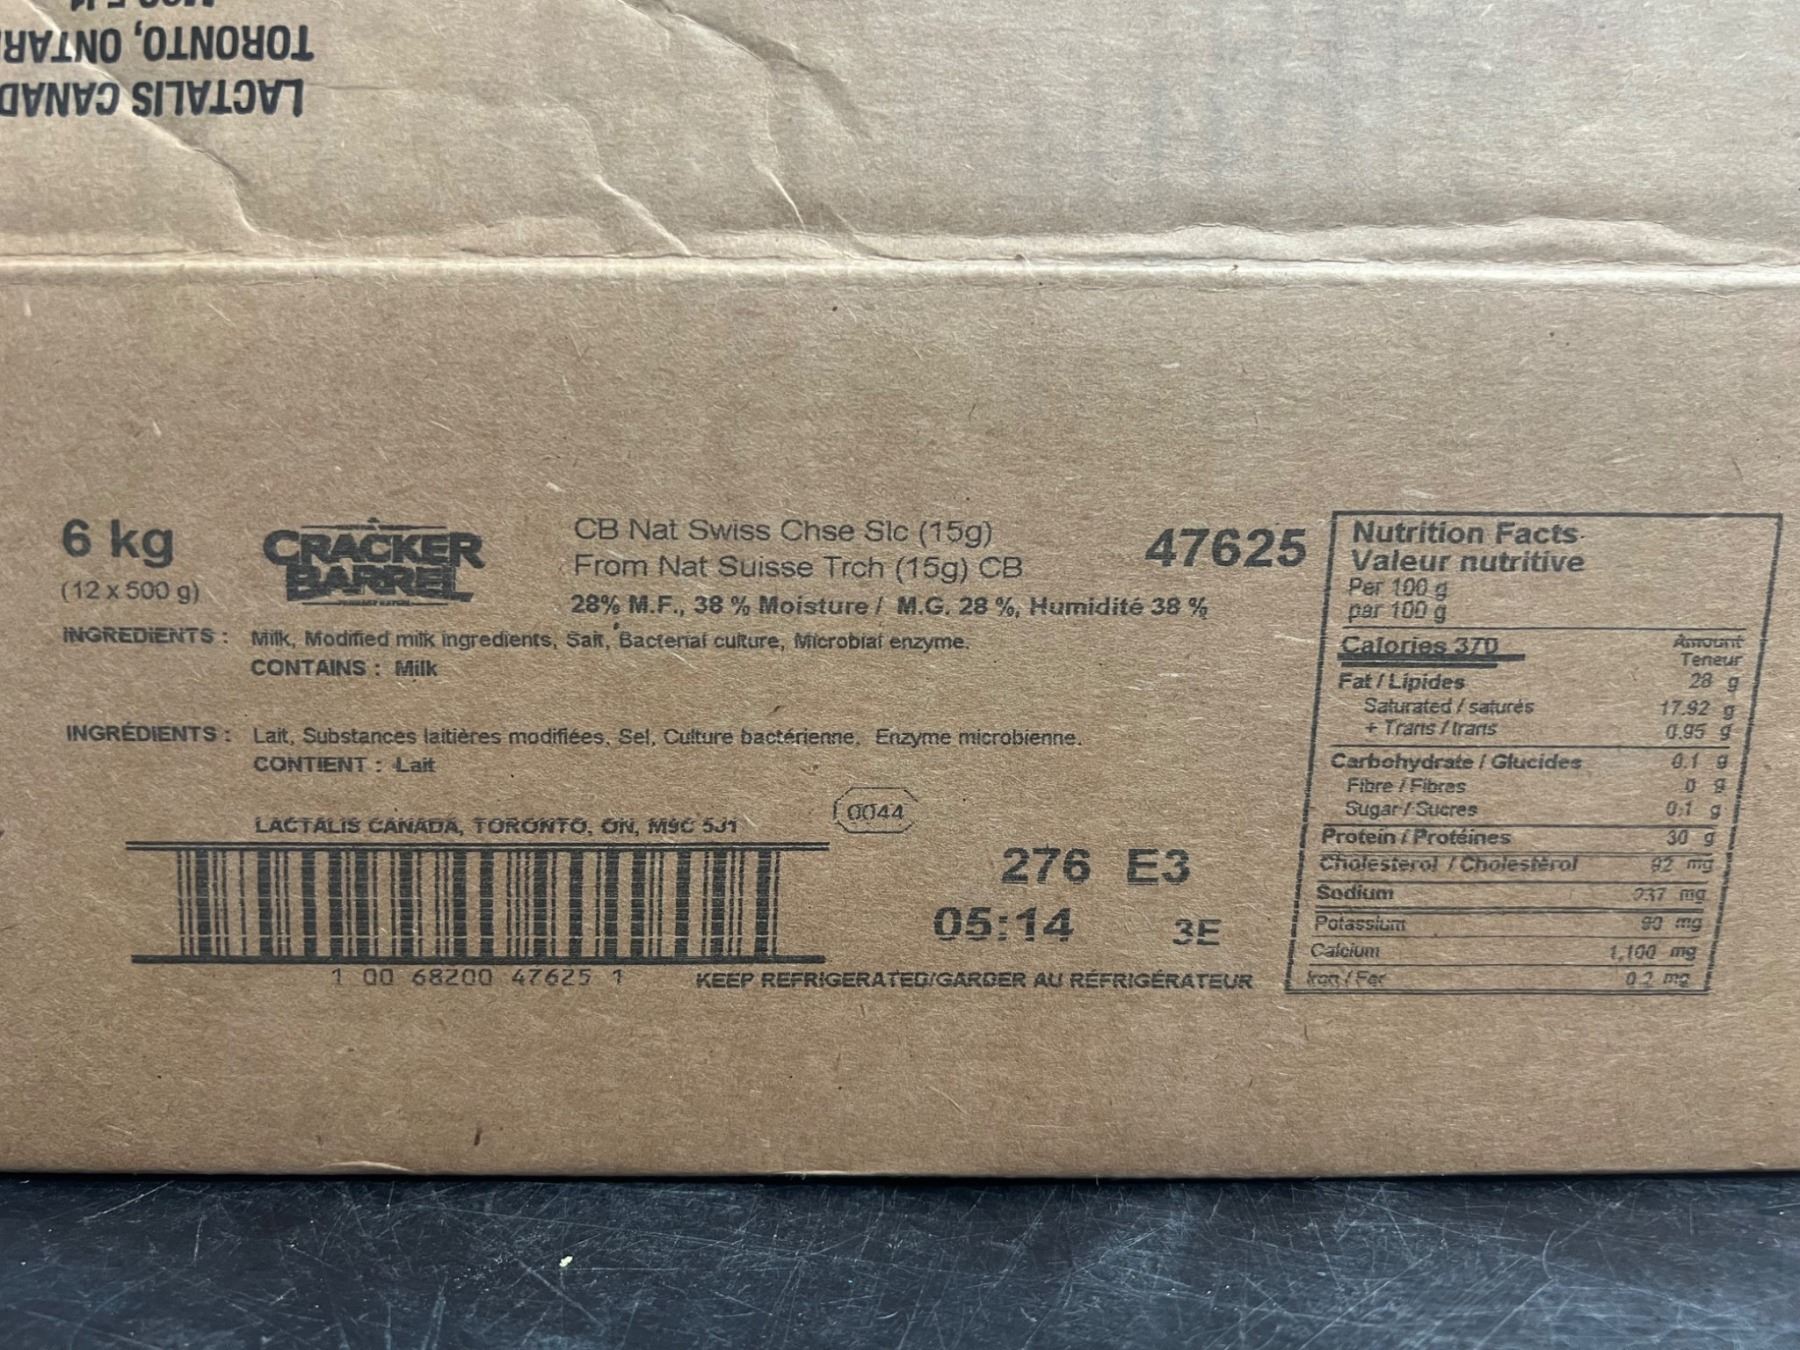 TORONTO, ONTAR
LACTALIS CANAD
6 kg
(12 x 500 g)
CRACKER
BARREL
CB Nat Swiss Chse Slc (15g)
From Nat Suisse Trch (15g) CB
28% M.F., 38 % Moisture / M.G. 28 %, Humidité 38 %
47625
INGREDIENTS : Milk, Modified milk ingredients, Salt, Bacterial culture, Microbial enzyme.
CONTAINS : Milk
INGRÉDIENTS : Lait, Substances laitières modifiées, Sel, Culture bactérienne, Enzyme microbienne.
CONTIENT : Lait
LACTALIS CANADA, TORONTO, ON, M9C 5J1
0044
1 00 68200 47625 1
276 E3
05:14 3E
KEEP REFRIGERATED/GARDER AU RÉFRIGÉRATEUR
Nutrition Facts
Valeur nutritive
Per 100 g
par 100 g
Calories 370
Amount
Teneur
Fat / Lipides 28 g
Saturated / saturés 17.92 g
+ Trans / trans 0.95 g
Carbohydrate / Glucides 0.1 g
Fibre / Fibres 0 g
Sugar / Sucres 0.1 g
Protein / Protéines 30 g
Cholesterol / Cholestérol 92 mg
Sodium 237 mg
Potassium 90 mg
Calcium 1,100 mg
Iron / Fer 0.2 mg